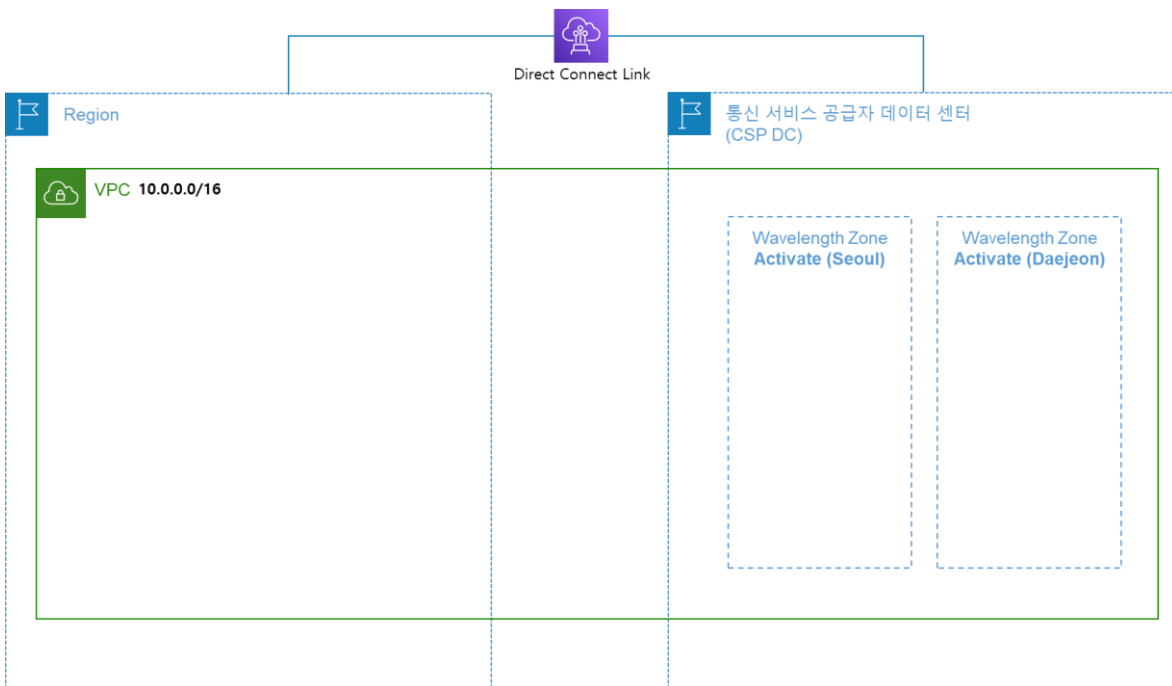 Direct Connect Link
Region
통신 서비스 공급자 데이터 센터
(CSP DC)
VPC 10.0.0.0/16
Wavelength Zone
Activate (Seoul)
Wavelength Zone
Activate (Daejeon)